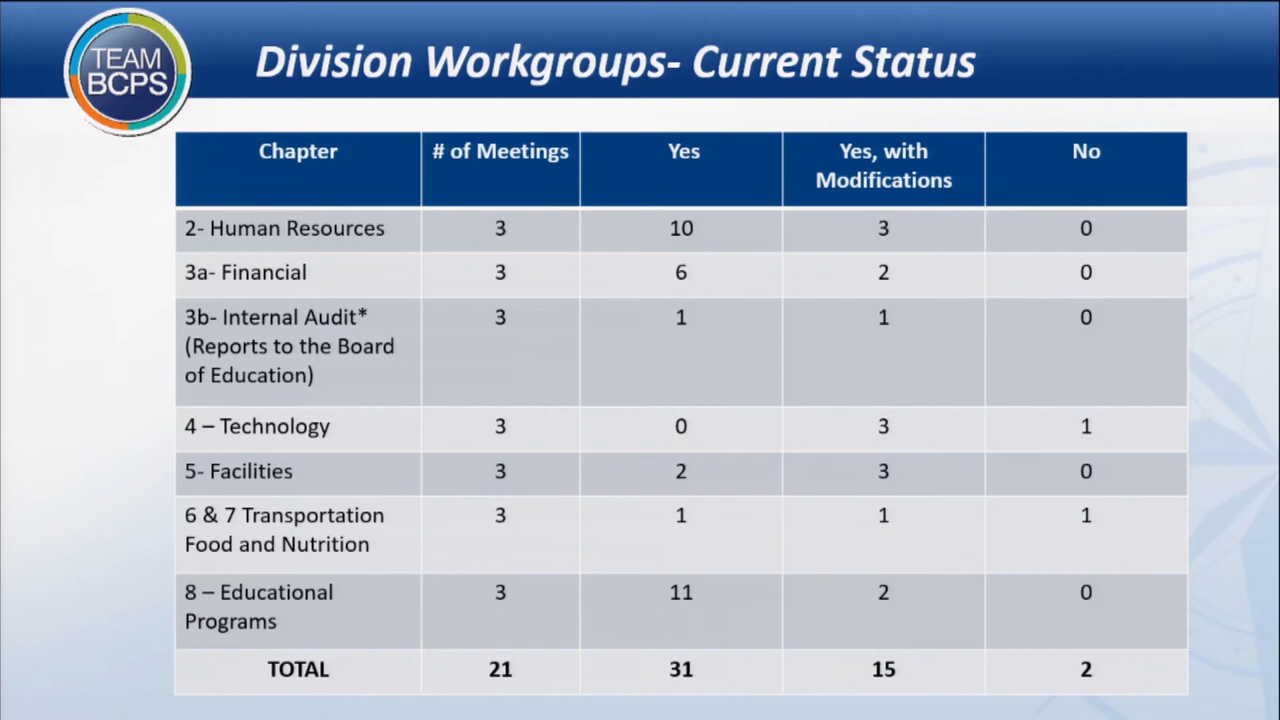 TEAM
BCPS
Division Workgroups- Current Status
Chapter # of Meetings Yes Yes, with Modifications No
2- Human Resources 3 10 3 0
3a- Financial 3 6 2 0
3b- Internal Audit* 3 1 1 0
(Reports to the Board
of Education)
4 – Technology 3 0 3 1
5- Facilities 3 2 3 0
6 & 7 Transportation 3 1 1 1
Food and Nutrition
8 – Educational 3 11 2 0
Programs
TOTAL 21 31 15 2